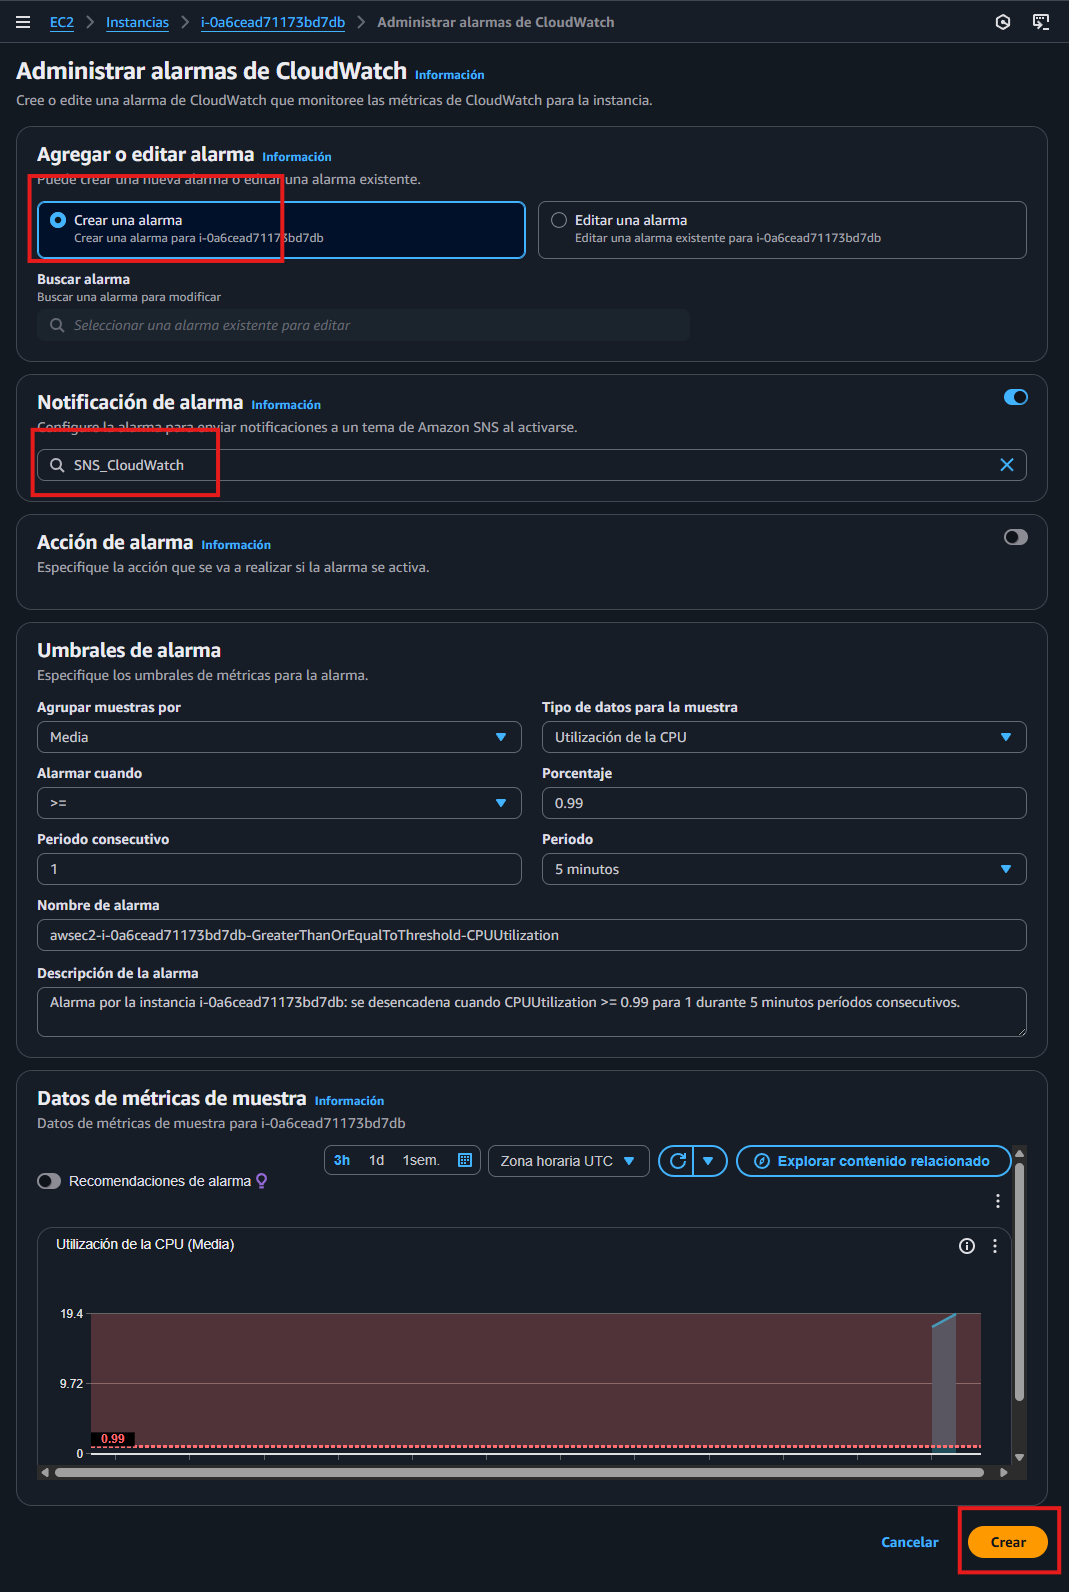 EC2 > Instancias > i-0a6cead71173bd7db > Administrar alarmas de CloudWatch
Administrar alarmas de CloudWatch Información
Cree o edite una alarma de CloudWatch que monitoree las métricas de CloudWatch para la instancia.
Agregar o editar alarma Información
Puede crear una nueva alarma o editar una alarma existente.
Crear una alarma
Crear una alarma para i-0a6cead71173bd7db
Editar una alarma
Editar una alarma existente para i-0a6cead71173bd7db
Buscar alarma
Buscar una alarma para modificar
Seleccionar una alarma existente para editar
Notificación de alarma Información
Configure la alarma para enviar notificaciones a un tema de Amazon SNS al activarse.
SNS_CloudWatch
Acción de alarma Información
Especifique la acción que se va a realizar si la alarma se activa.
Umbrales de alarma
Especifique los umbrales de métricas para la alarma.
Agrupar muestras por
Media
Tipo de datos para la muestra
Utilización de la CPU
Alarmar cuando
>=
Porcentaje
0.99
Periodo consecutivo
1
Periodo
5 minutos
Nombre de alarma
awsec2-i-0a6cead71173bd7db-GreaterThanOrEqualToThreshold-CPUUtilization
Descripción de la alarma
Alarma por la instancia i-0a6cead71173bd7db: se desencadena cuando CPUUtilization >= 0.99 para 1 durante 5 minutos períodos consecutivos.
Datos de métricas de muestra Información
Datos de métricas de muestra para i-0a6cead71173bd7db
3h 1d 1sem. Zona horaria UTC Explorar contenido relacionado
Recomendaciones de alarma
Utilización de la CPU (Media)
19.4
9.72
0.99
0
Cancelar Crear